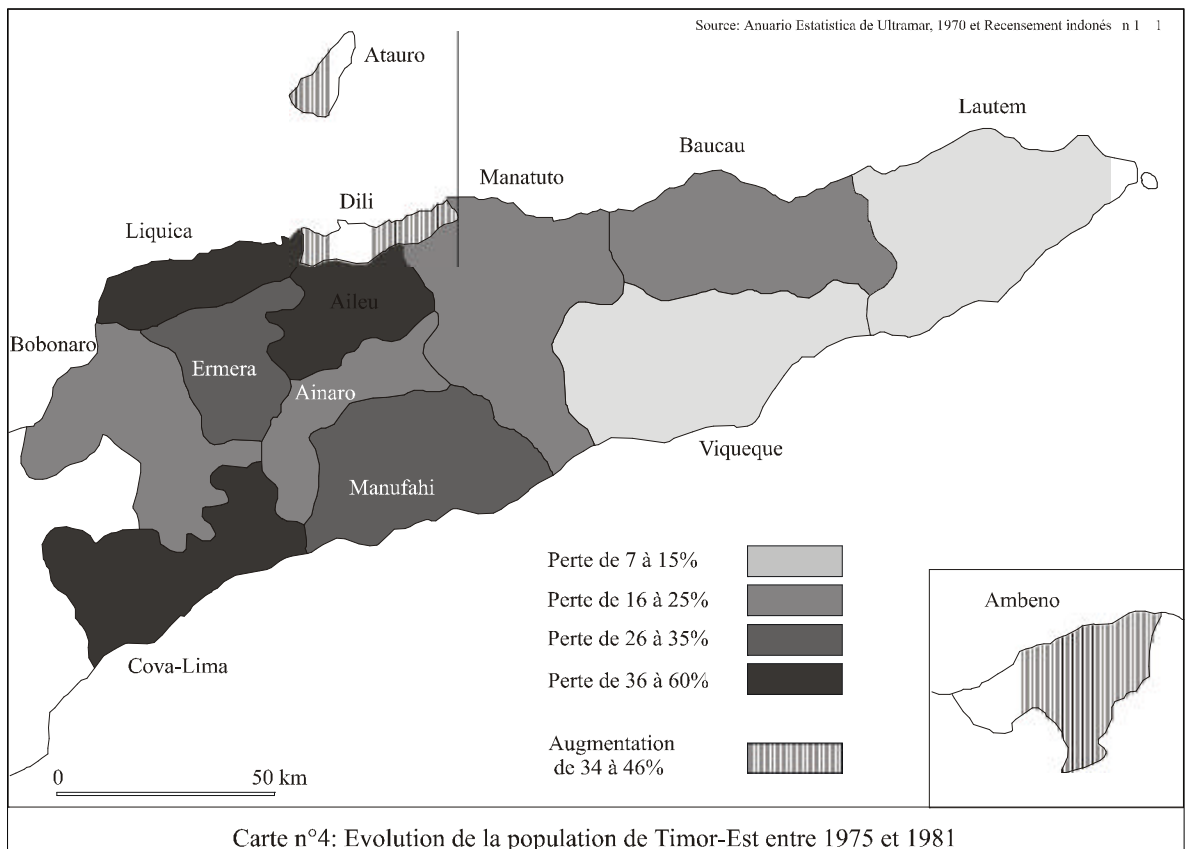 Source: Anuario Estatistica de Ultramar, 1970 et Recensement indonés n 1 1
Atauro
Lautem
Baucau
Manatuto
Dili
Liquica
Aileu
Bobonaro
Ermera
Ainaro
Viqueque
Manufahi
Cova-Lima
Perte de 7 à 15%
Perte de 16 à 25%
Perte de 26 à 35%
Perte de 36 à 60%
Augmentation
de 34 à 46%
Ambeno
0 50 km
Carte n°4: Evolution de la population de Timor-Est entre 1975 et 1981